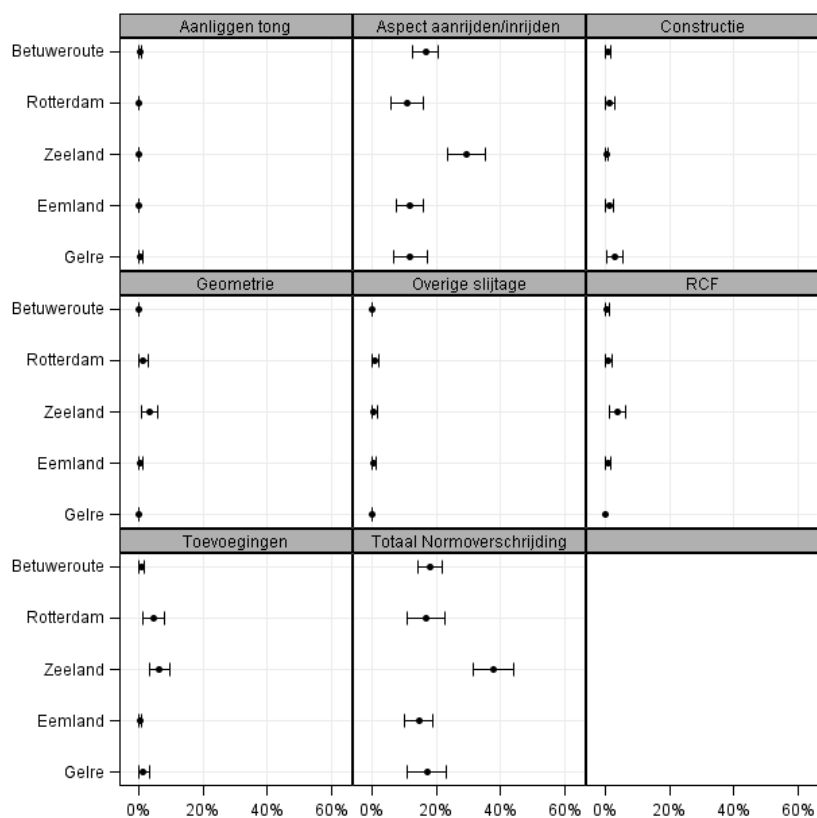 Aanliggen tong Aspect aanrijden/inrijden Constructie
Betuweroute
Rotterdam
Zeeland
Eemland
Gelre
Geometrie Overige slijtage RCF
Betuweroute
Rotterdam
Zeeland
Eemland
Gelre
Toevoegingen Totaal Normoverschrijding
Betuweroute
Rotterdam
Zeeland
Eemland
Gelre
0% 20% 40% 60% 0% 20% 40% 60% 0% 20% 40% 60%